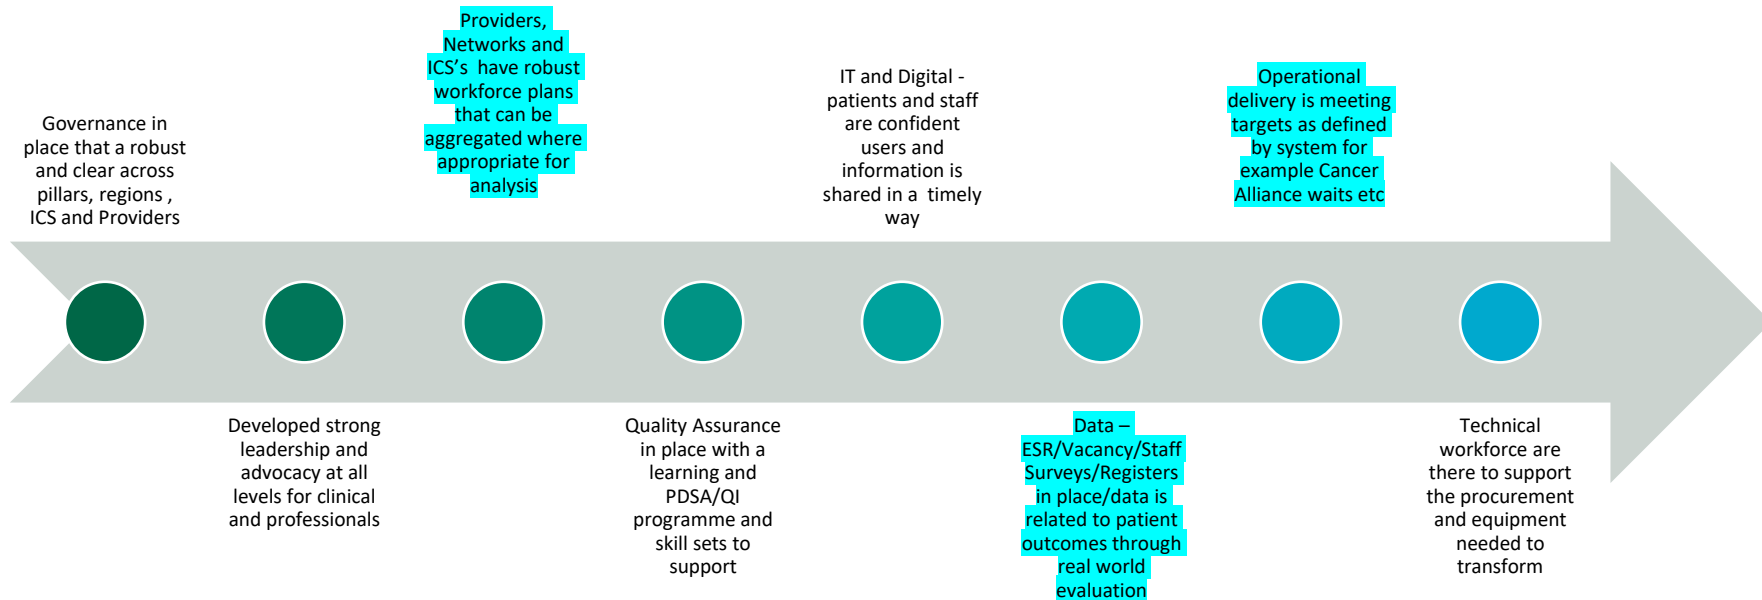 Governance in
place that a robust
and clear across
pillars, regions ,
ICS and Providers
Developed strong
leadership and
advocacy at all
levels for clinical
and professionals
Providers,
Networks and
ICS’s  have robust
workforce plans
that can be
aggregated where
appropriate for
analysis
Quality Assurance
in place with a
learning and
PDSA/QI
programme and
skill sets to
support
IT and Digital -
patients and staff
are confident
users and
information is
shared in a  timely
way
Data –
ESR/Vacancy/Staff
Surveys/Registers
in place/data is
related to patient
outcomes through
real world
evaluation
Operational
delivery is meeting
targets as defined
by system for
example Cancer
Alliance waits etc
Technical
workforce are
there to support
the procurement
and equipment
needed to
transform